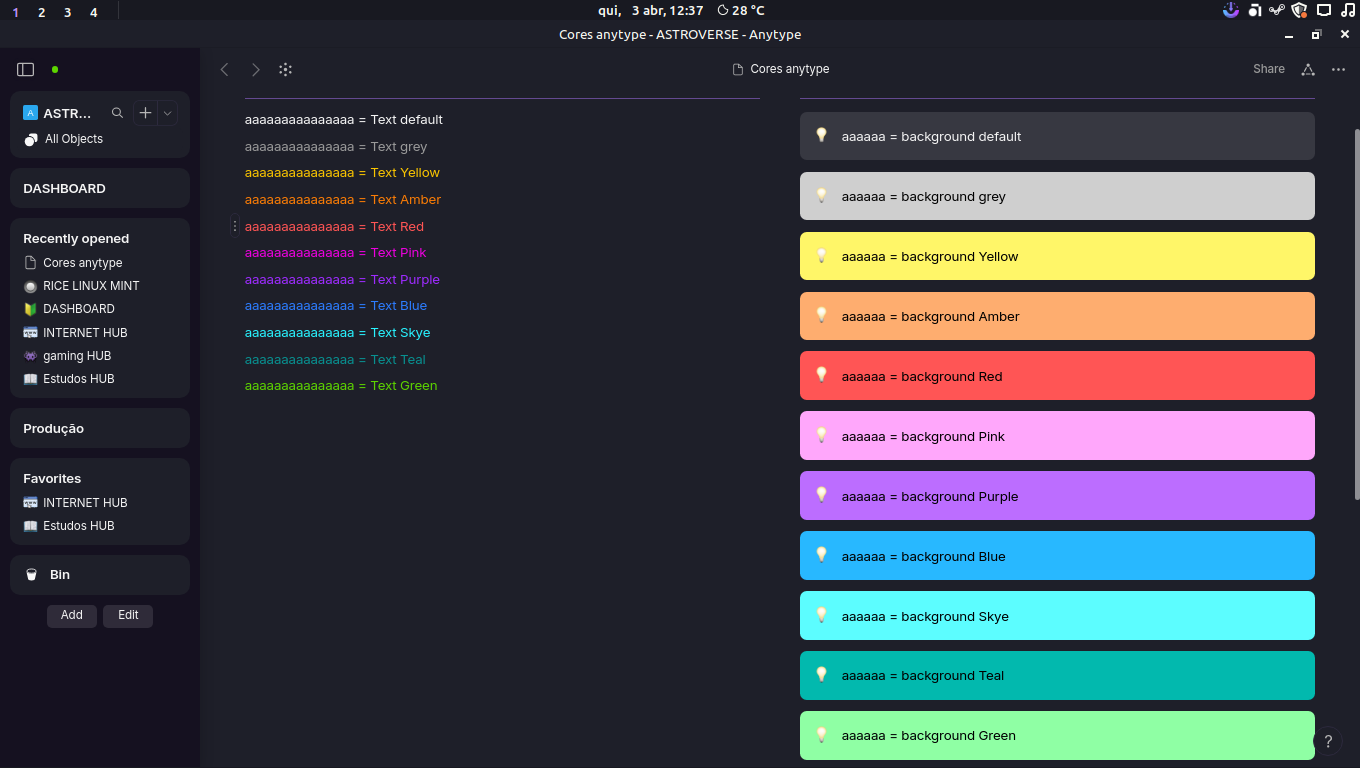 1 2 3 4
qui, 3 abr, 12:37 28 °C
Cores anytype - ASTROVERSE - Anytype
Cores anytype
Share
A ASTR...
All Objects
DASHBOARD
Recently opened
Cores anytype
RICE LINUX MINT
DASHBOARD
INTERNET HUB
gaming HUB
Estudos HUB
Produção
Favorites
INTERNET HUB
Estudos HUB
Bin
Add Edit
aaaaaaaaaaaaaaa = Text default
aaaaaaaaaaaaaaa = Text grey
aaaaaaaaaaaaaaa = Text Yellow
aaaaaaaaaaaaaaa = Text Amber
aaaaaaaaaaaaaaa = Text Red
aaaaaaaaaaaaaaa = Text Pink
aaaaaaaaaaaaaaa = Text Purple
aaaaaaaaaaaaaaa = Text Blue
aaaaaaaaaaaaaaa = Text Skye
aaaaaaaaaaaaaaa = Text Teal
aaaaaaaaaaaaaaa = Text Green
aaaaaa = background default
aaaaaa = background grey
aaaaaa = background Yellow
aaaaaa = background Amber
aaaaaa = background Red
aaaaaa = background Pink
aaaaaa = background Purple
aaaaaa = background Blue
aaaaaa = background Skye
aaaaaa = background Teal
aaaaaa = background Green
?